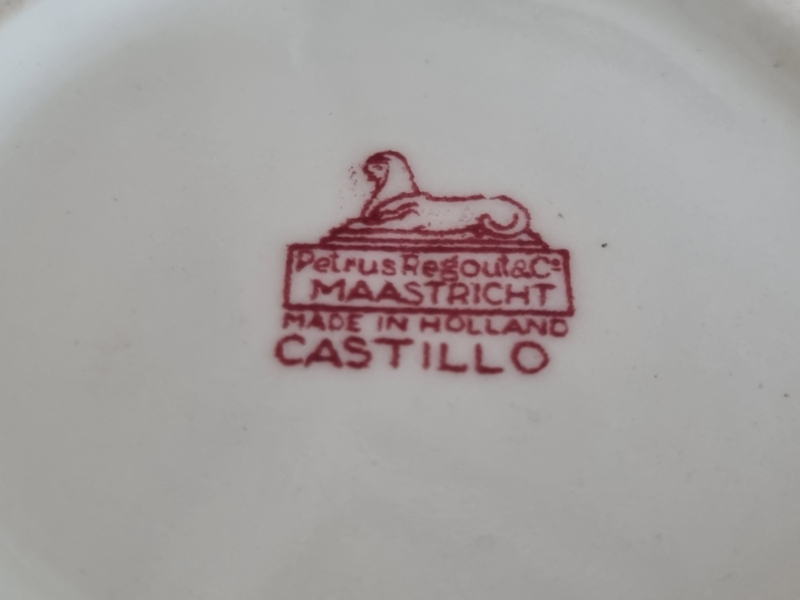 Petrus Regout & Co
MAASTRICHT
MADE IN HOLLAND
CASTILLO